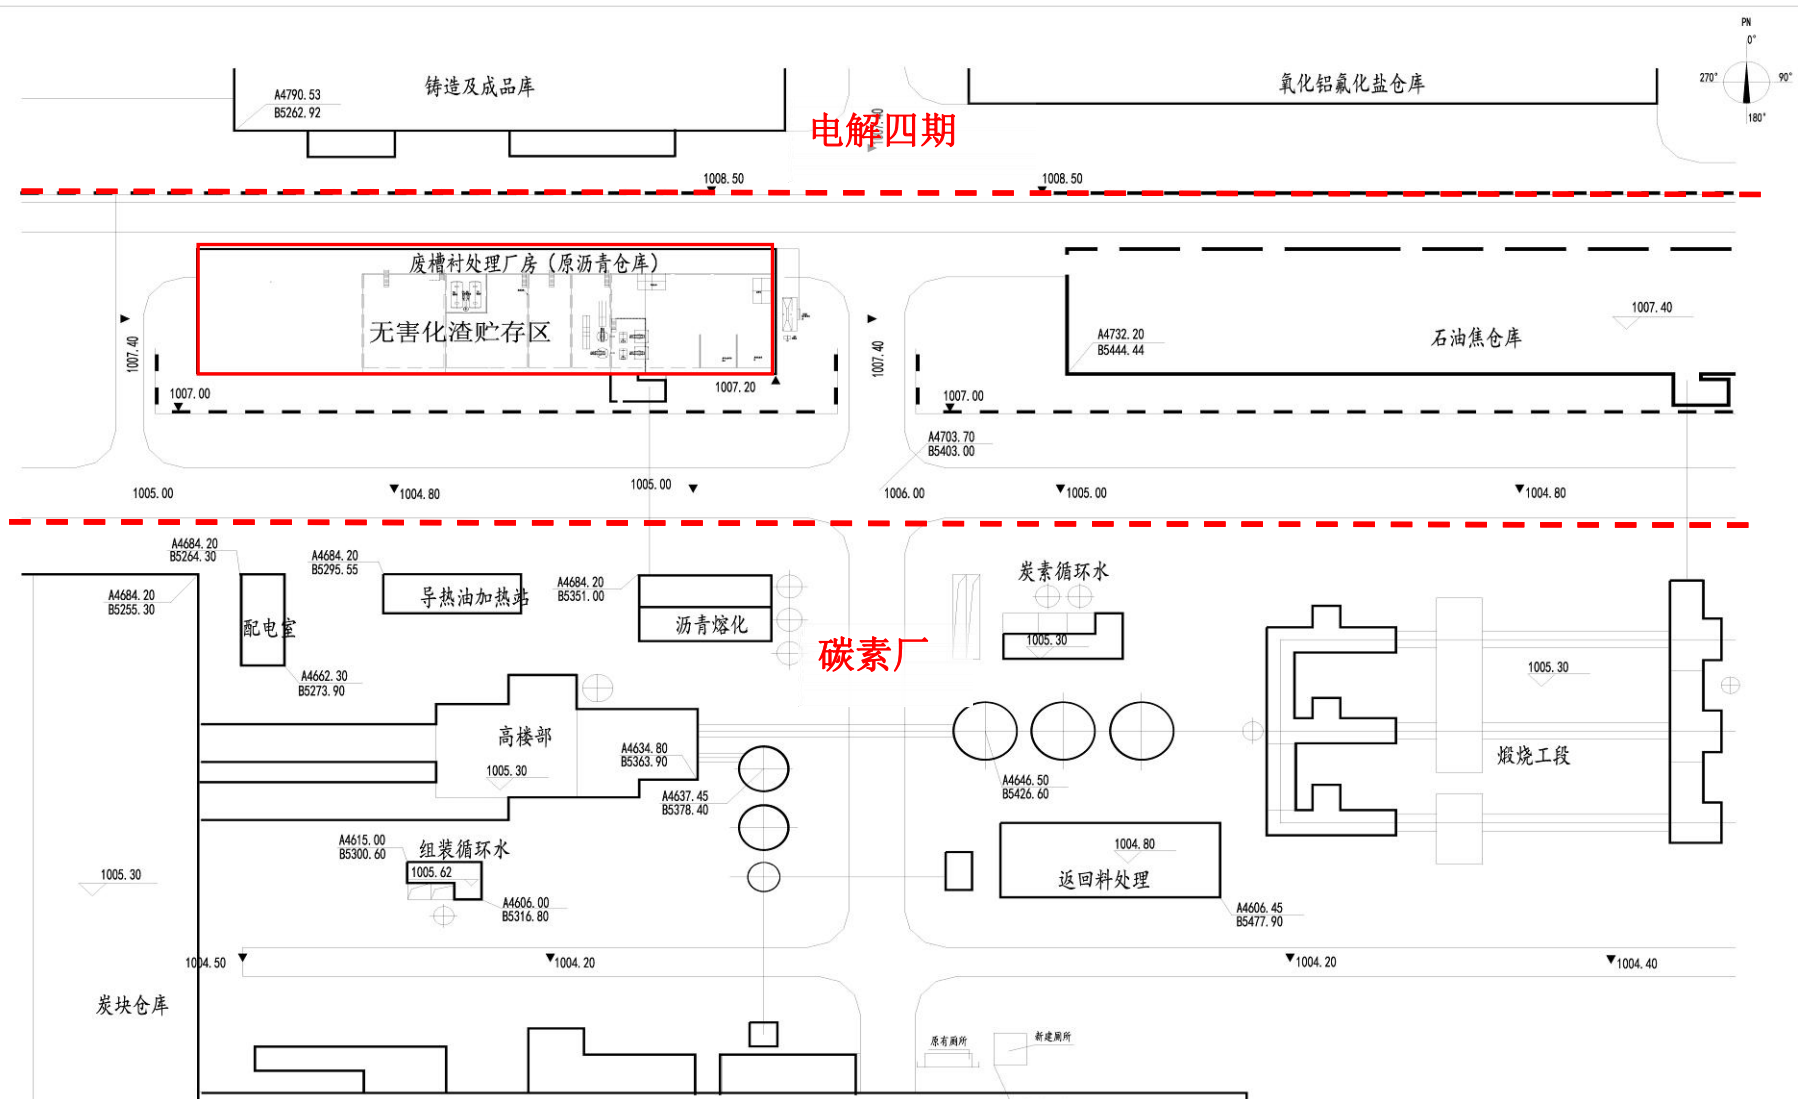 PN
0°
270°
90°
180°
铸造及成品库
A4790.53
B5262.92
氧化铝氟化盐仓库
电解四期
1008.50
1008.50
废槽衬处理厂房（原沥青仓库）
无害化渣贮存区
1007.40
1007.40
1007.00
1007.20
1007.40
A4732.20
B5444.44
石油焦仓库
1007.00
A4703.70
B5403.00
1005.00
1004.80
1005.00
1006.00
1005.00
1004.80
A4684.20
B5264.30
A4684.20
B5295.55
A4684.20
B5255.30
A4684.20
B5351.00
导热油加热站
配电室
沥青熔化
碳素厂
炭素循环水
1005.30
A4662.30
B5273.90
1005.30
高楼部
1005.30
A4634.80
B5363.90
A4637.45
B5378.40
A4646.50
B5426.60
煅烧工段
A4615.00
B5300.60
组装循环水
1005.62
A4606.00
B5316.80
1005.30
1004.80
返回料处理
A4606.45
B5477.90
1004.50
1004.20
1004.20
1004.40
炭块仓库
原有厕所
新建厕所